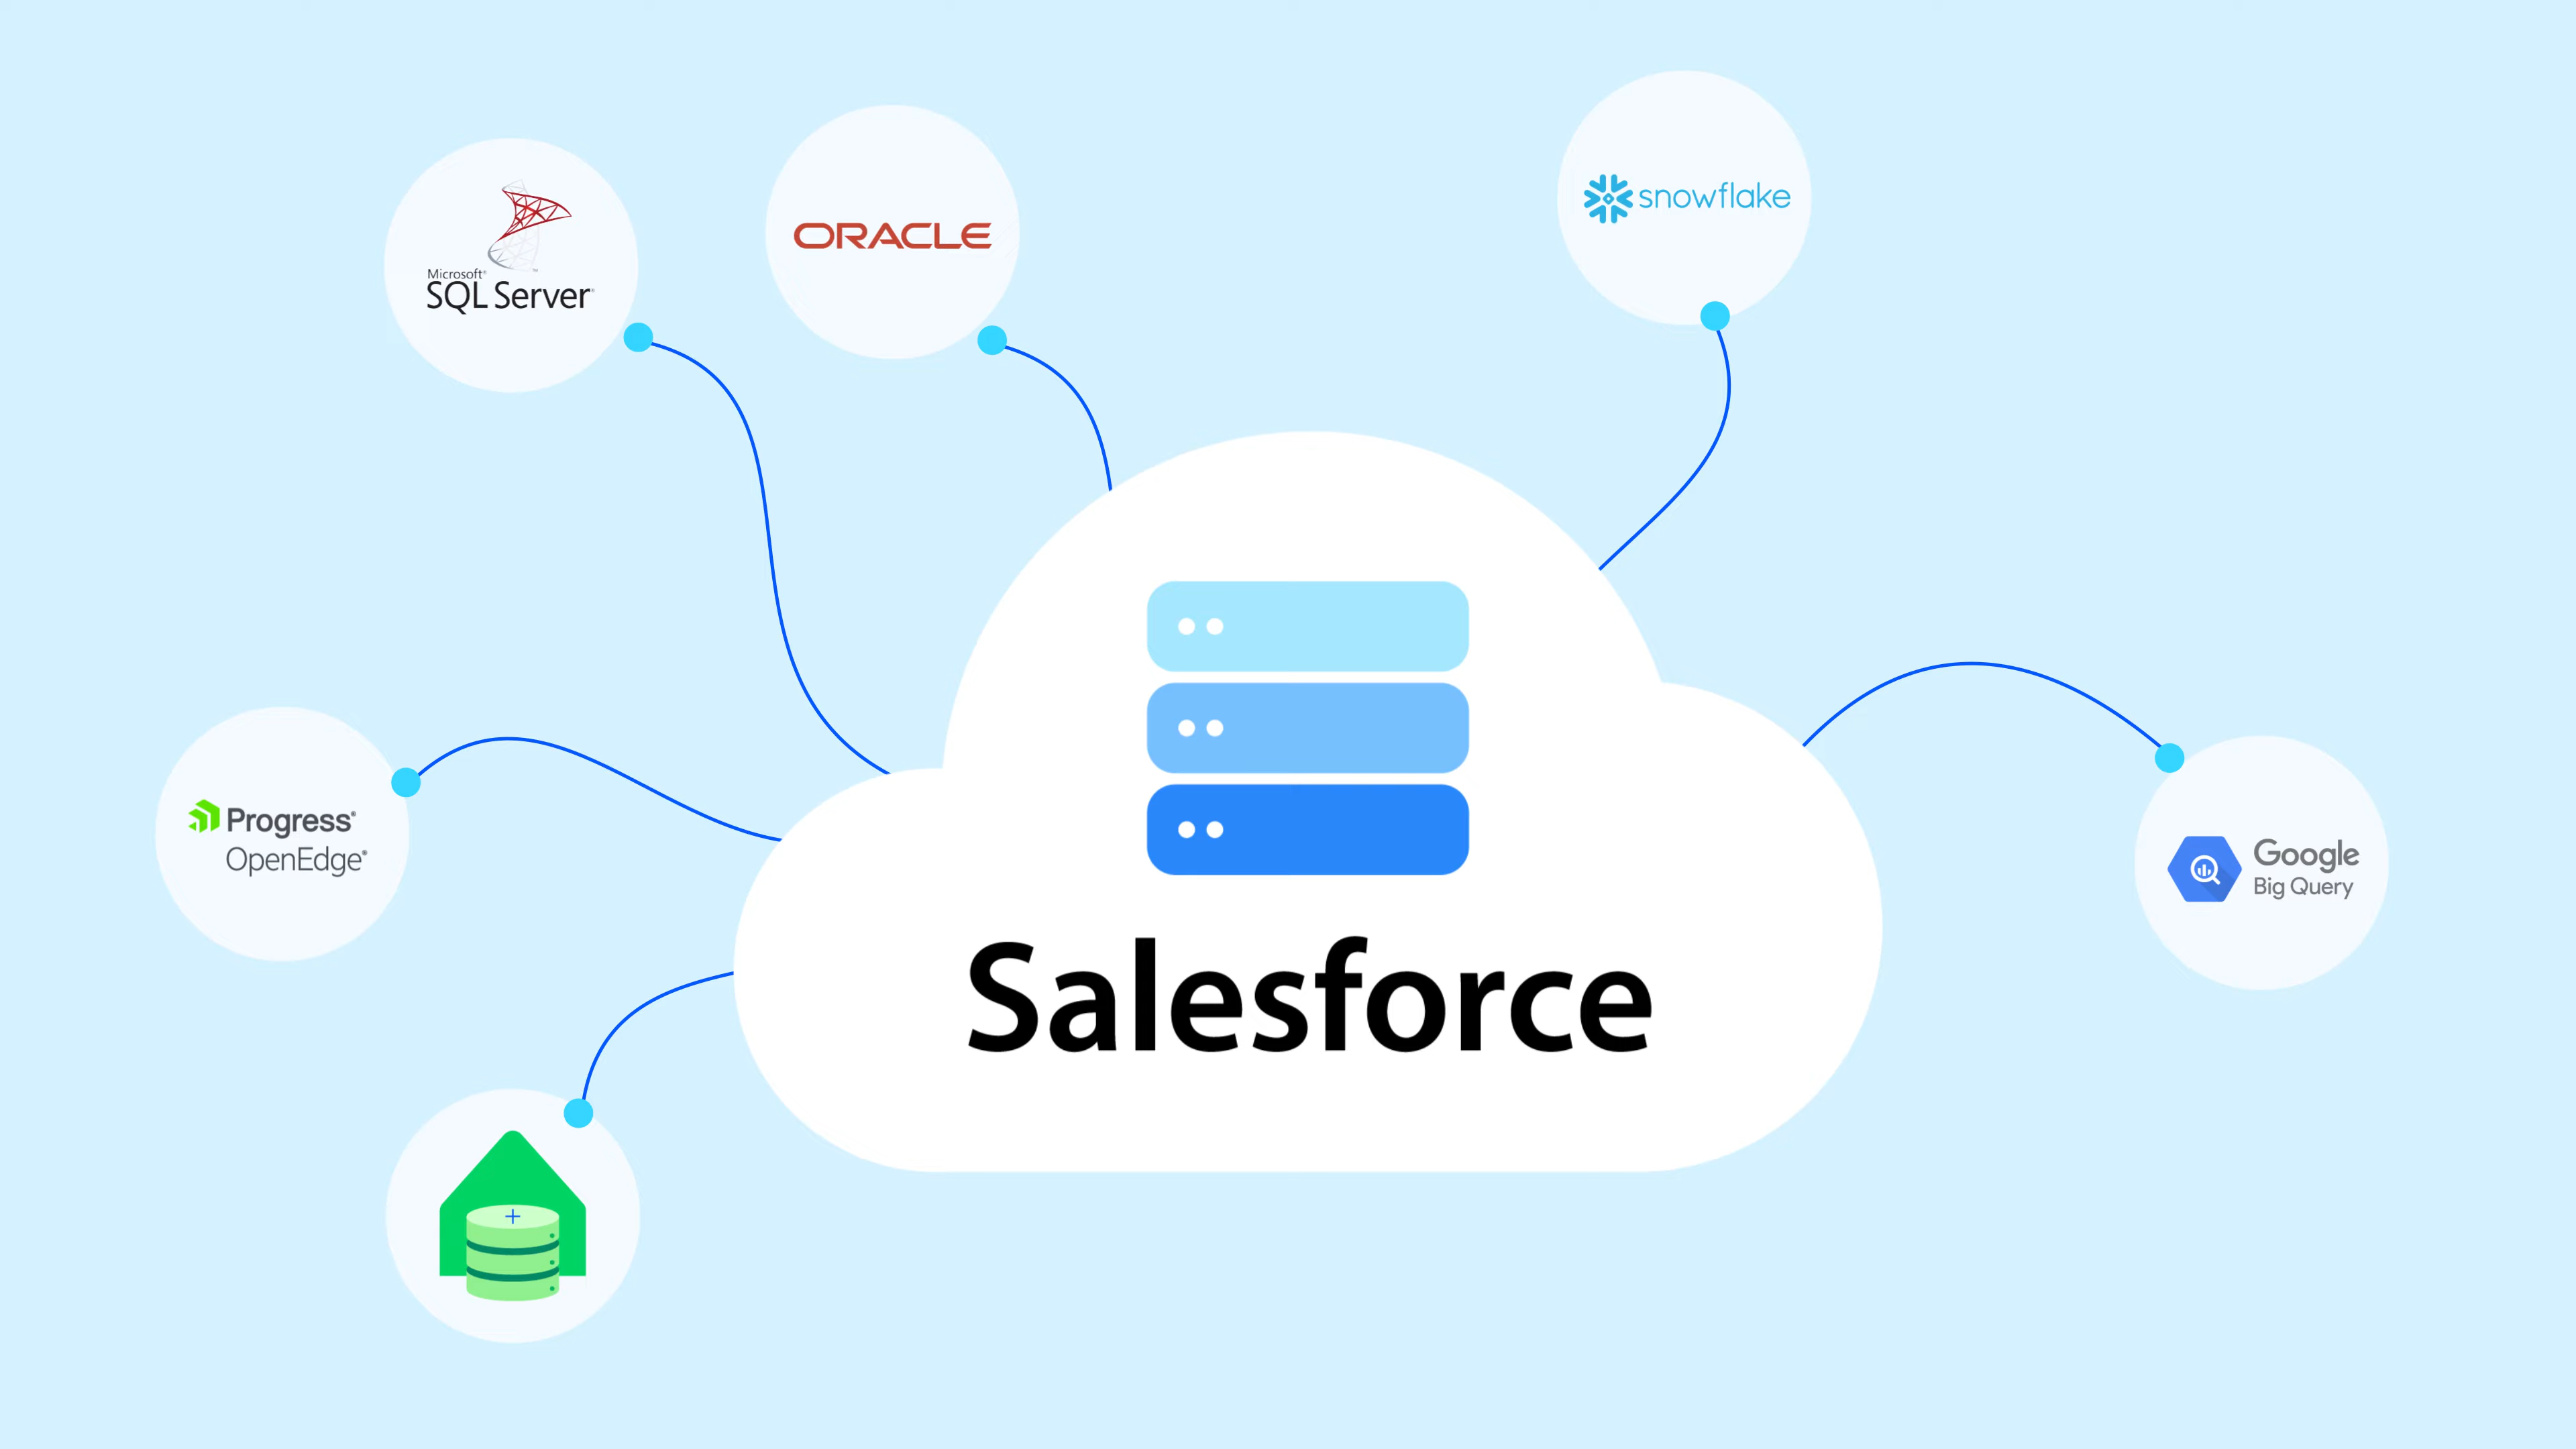 Microsoft®
SQL Server®
ORACLE
snowflake
Progress®
OpenEdge®
Google
Big Query
Salesforce